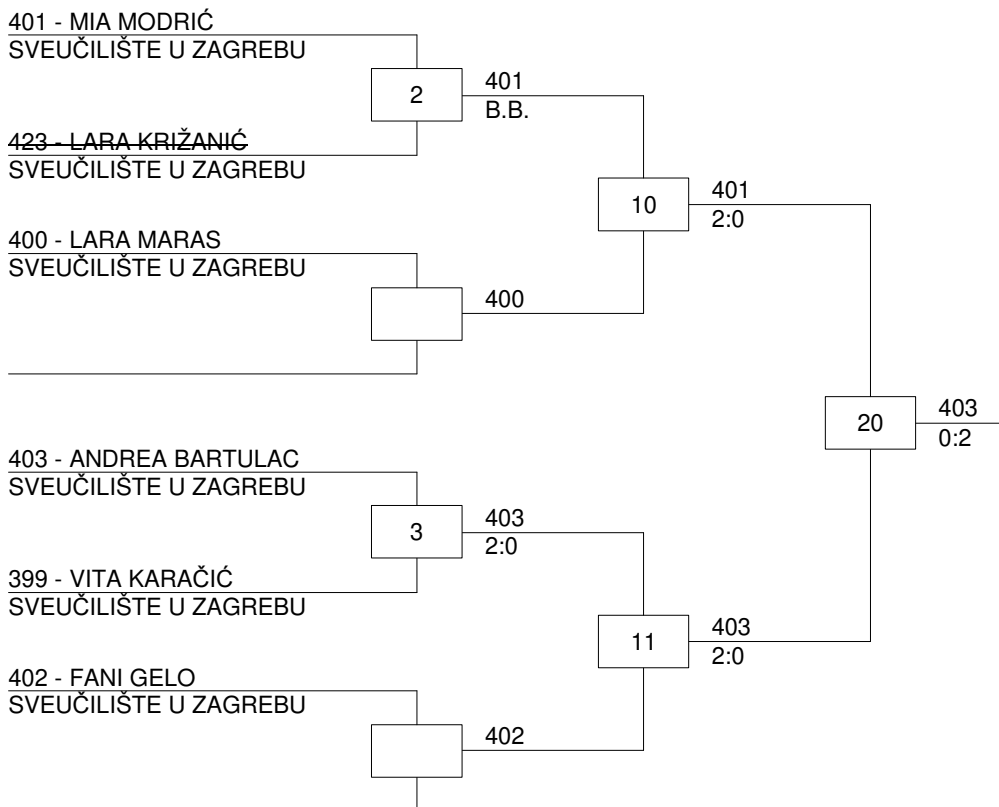 401 - MIA MODRIĆ
SVEUČILIŠTE U ZAGREBU
2
401
B.B.
423 - LARA KRIŽANIĆ
SVEUČILIŠTE U ZAGREBU
10
401
2:0
400 - LARA MARAS
SVEUČILIŠTE U ZAGREBU
400
20
403
0:2
403 - ANDREA BARTULAC
SVEUČILIŠTE U ZAGREBU
3
403
2:0
399 - VITA KARAČIĆ
SVEUČILIŠTE U ZAGREBU
11
403
2:0
402 - FANI GELO
SVEUČILIŠTE U ZAGREBU
402